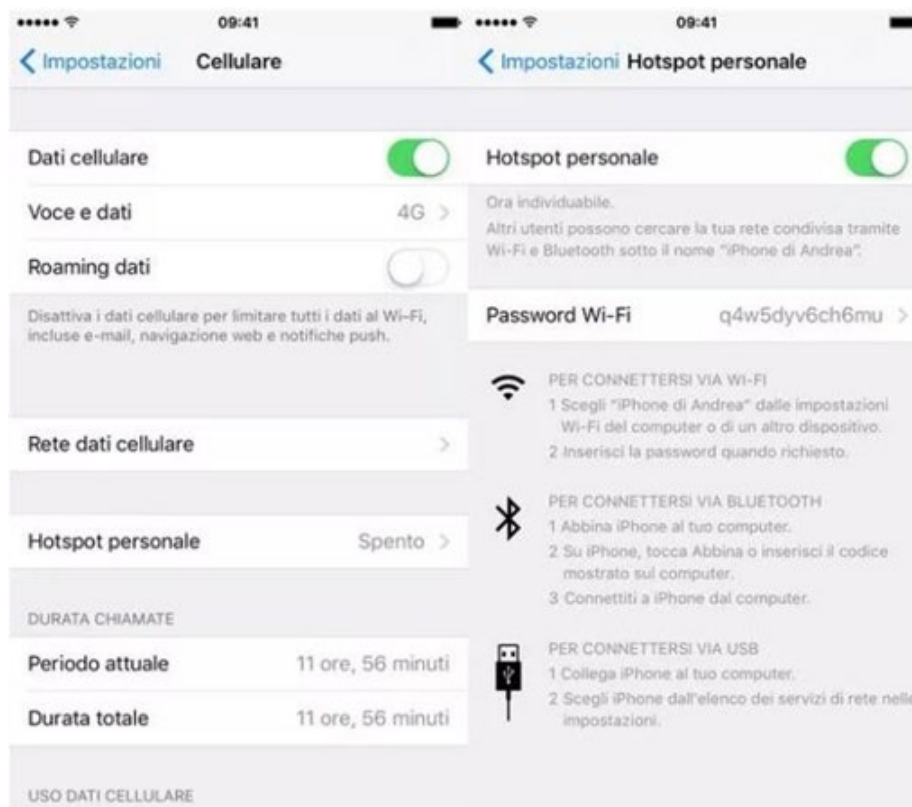 09:41
Impostazioni Cellulare
Dati cellulare
Voce e dati 4G
Roaming dati
Disattiva i dati cellulare per limitare tutti i dati al Wi-Fi,
incluse e-mail, navigazione web e notifiche push.
Rete dati cellulare
Hotspot personale Spento
DURATA CHIAMATE
Periodo attuale 11 ore, 56 minuti
Durata totale 11 ore, 56 minuti
USO DATI CELLULARE
09:41
Impostazioni Hotspot personale
Hotspot personale
Ora individuabile.
Altri utenti possono cercare la tua rete condivisa tramite
Wi-Fi e Bluetooth sotto il nome "iPhone di Andrea".
Password Wi-Fi q4w5dyv6ch6mu
PER CONNETTERSI VIA WI-FI
1 Scegli "iPhone di Andrea" dalle impostazioni
Wi-Fi del computer o di un altro dispositivo.
2 Inserisci la password quando richiesto.
PER CONNETTERSI VIA BLUETOOTH
1 Abbina iPhone al tuo computer.
2 Su iPhone, tocca Abbina o inserisci il codice
mostrato sul computer.
3 Connettiti a iPhone dal computer.
PER CONNETTERSI VIA USB
1 Collega iPhone al tuo computer.
2 Scegli iPhone dall'elenco dei servizi di rete nelle
impostazioni.